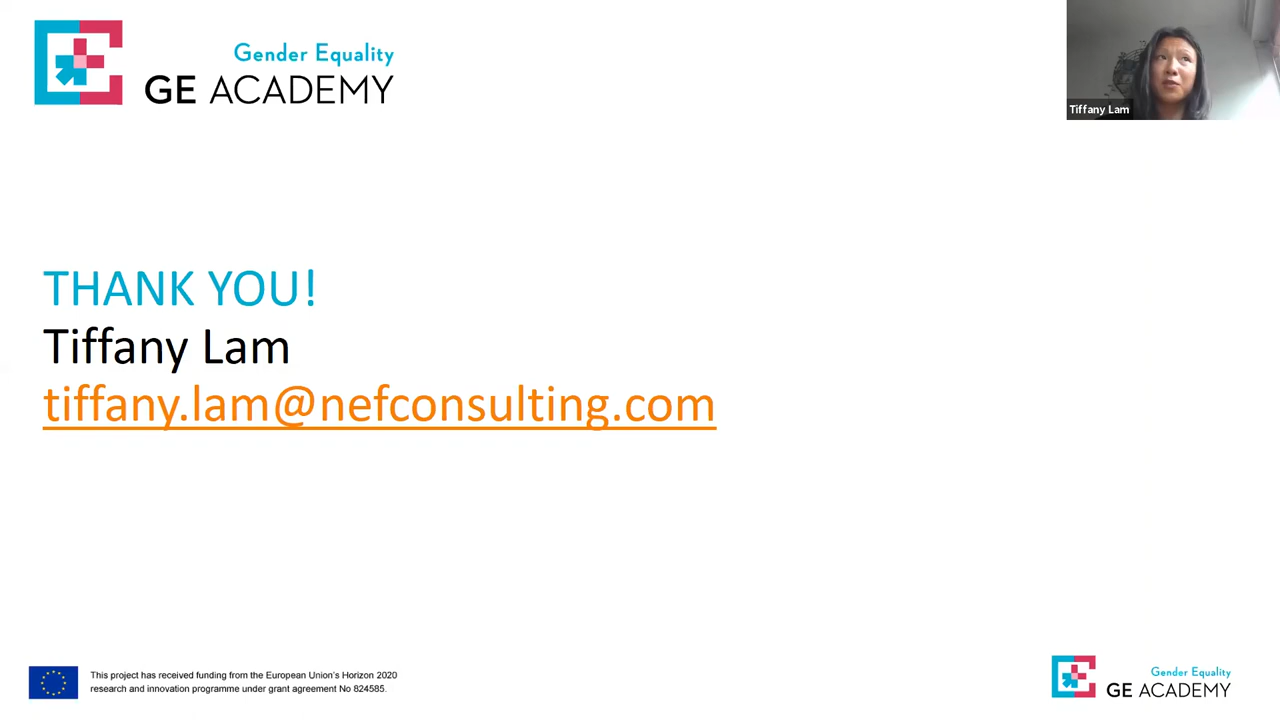 Gender Equality
GE ACADEMY
Tiffany Lam
THANK YOU!
Tiffany Lam
tiffany.lam@nefconsulting.com
This project has received funding from the European Union's Horizon 2020
research and innovation programme under grant agreement No 824585.
Gender Equality
GE ACADEMY